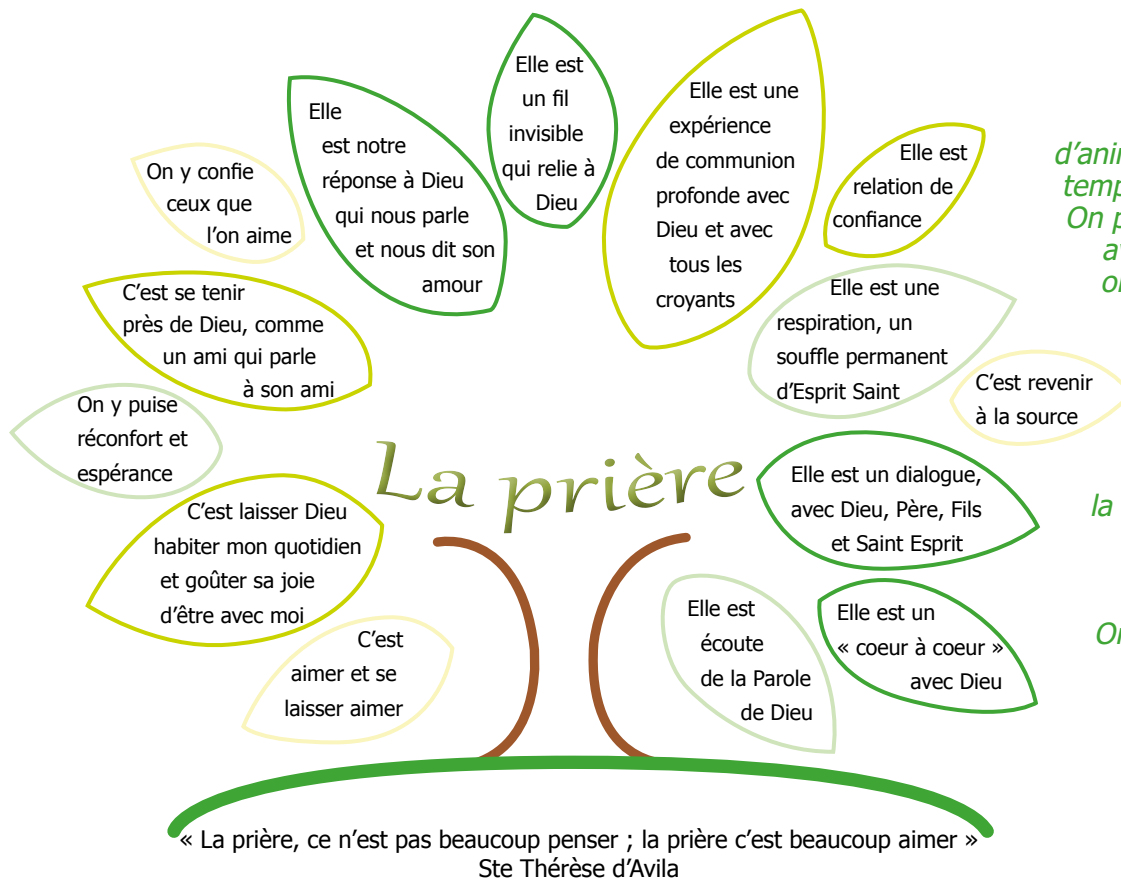 Elle est
un fil
invisible
qui relie à
Dieu
Elle est une
expérience
de communion
profonde avec
Dieu et avec
tous les
croyants
Elle
est notre
réponse à Dieu
qui nous parle
et nous dit son
amour
Elle est
relation de
confiance
On y confie
ceux que
l'on aime
C'est se tenir
près de Dieu, comme
un ami qui parle
à son ami
Elle est une
respiration, un
souffle permanent
d'Esprit Saint
C'est revenir
à la source
On y puise
réconfort et
espérance
La prière
Elle est un dialogue,
avec Dieu, Père, Fils
et Saint Esprit
C'est laisser Dieu
habiter mon quotidien
et goûter sa joie
d'être avec moi
Elle est
écoute
de la Parole
de Dieu
Elle est un
« coeur à coeur »
avec Dieu
C'est
aimer et se
laisser aimer
« La prière, ce n'est pas beaucoup penser ; la prière c'est beaucoup aimer »
Ste Thérèse d'Avila
On
la